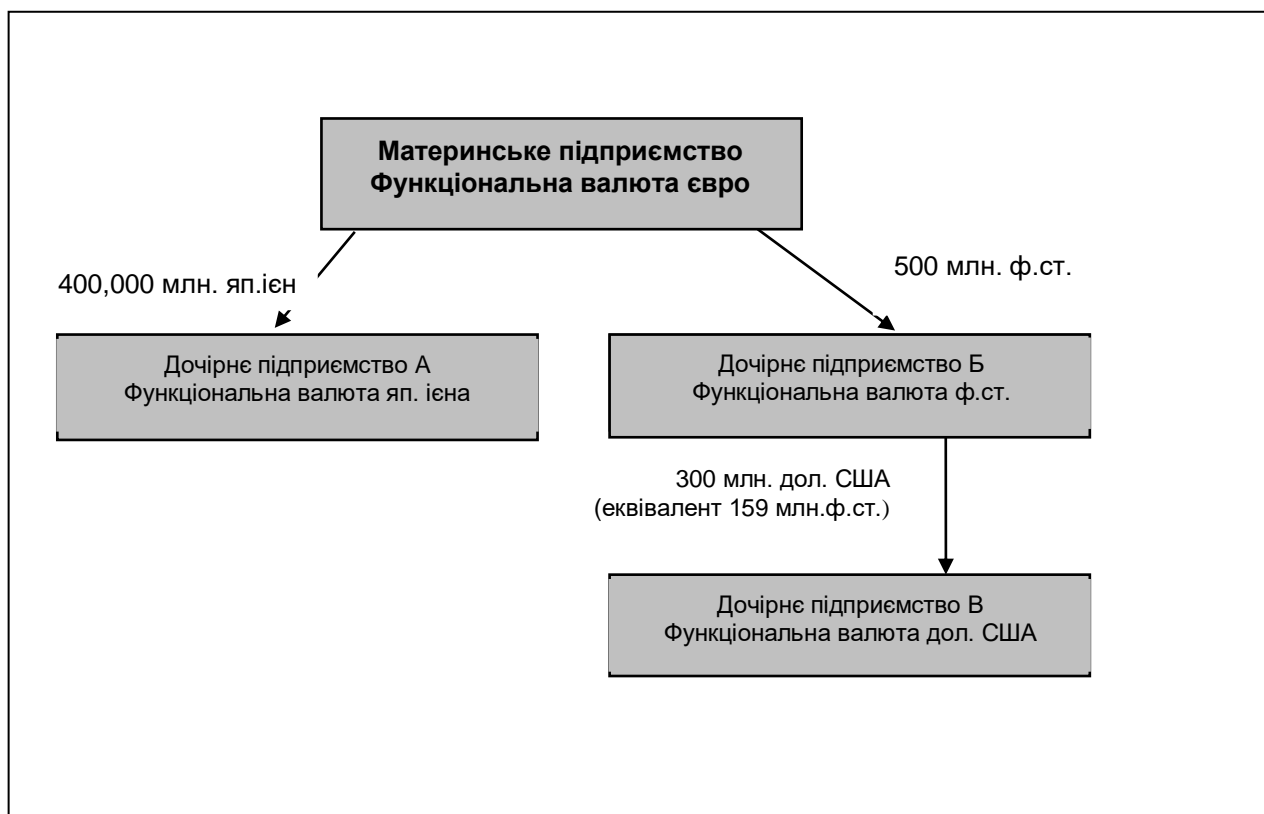 Материнське підприємство
Функціональна валюта євро
400,000 млн. яп.ієн
500 млн. ф.ст.
Дочірнє підприємство А
Функціональна валюта яп. ієна
Дочірнє підприємство Б
Функціональна валюта ф.ст.
300 млн. дол. США
(еквівалент 159 млн.ф.ст.)
Дочірнє підприємство В
Функціональна валюта дол. США